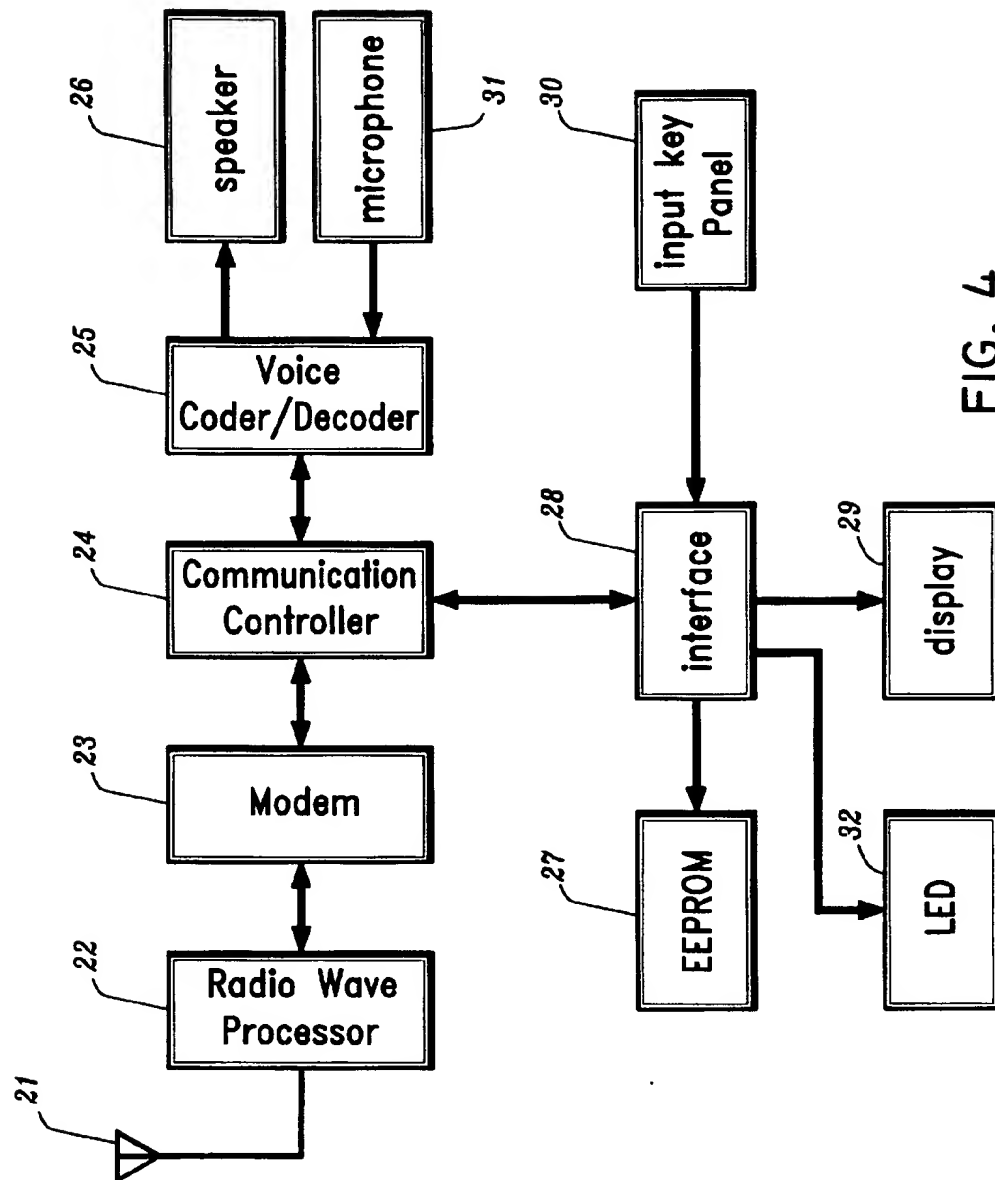 26
speaker
31
microphone
25
Voice
Coder/Decoder
24
Communication
Controller
23
Modem
22
Radio Wave
Processor
21
30
input key
Panel
28
interface
27
EEPROM
29
display
32
LED
FIG. 4